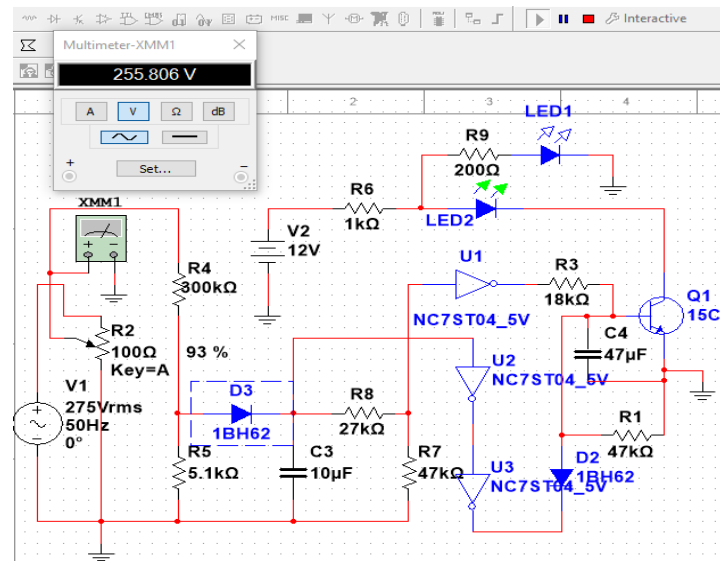 MISC
Interactive
Multimeter-XMM1
255.806 V
A V Ω dB
+ Set... −
2 3 4
LED1
R9
200Ω
XMM1
R6
1kΩ
LED2
V2
12V
U1
R3
18kΩ
NC7ST04_5V
Q1
15C
R4
300kΩ
R2
100Ω
Key=A
93 %
C4
47µF
U2
NC7ST04_5V
V1
275Vrms
50Hz
0°
D3
1BH62
R8
27kΩ
R5
5.1kΩ
C3
10µF
R7
47kΩ
R1
47kΩ
U3
NC7ST04_5V
D2
1BH62